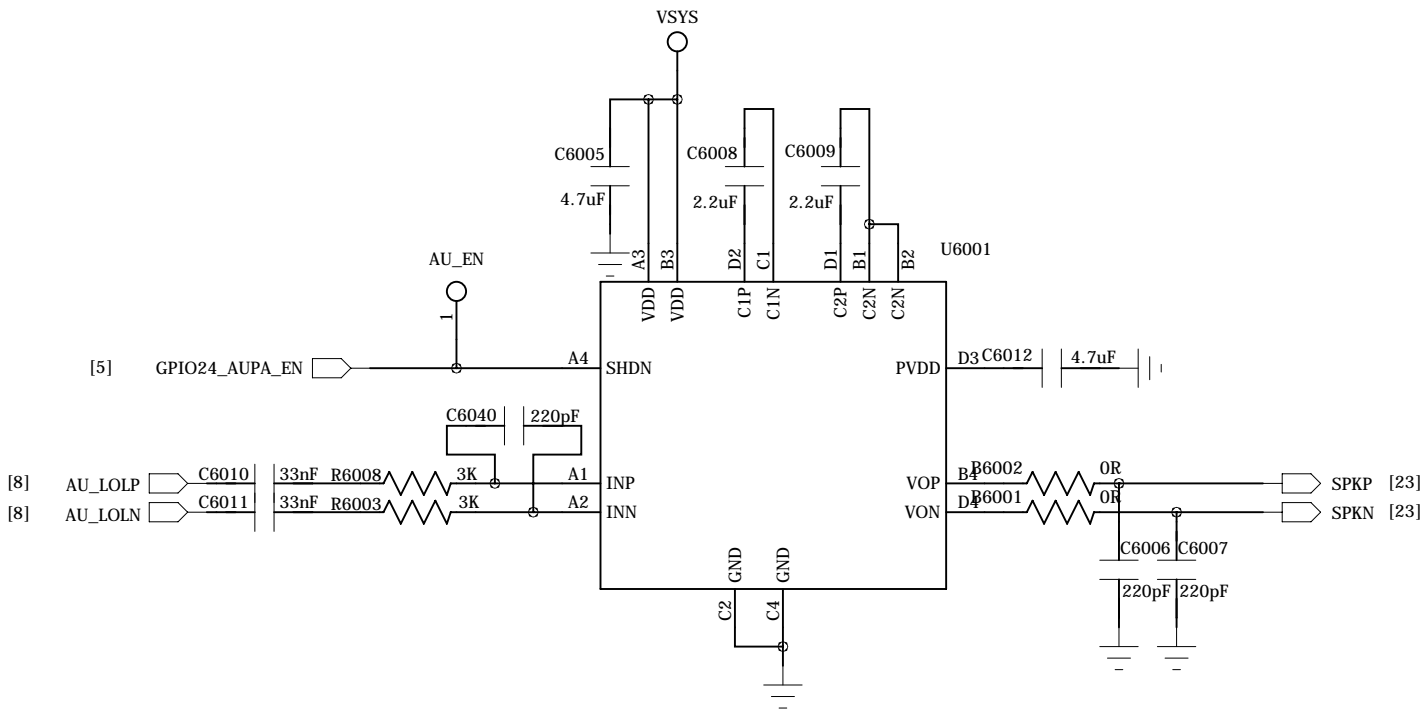 VSYS
C6005
4.7uF
C6008
2.2uF
C6009
2.2uF
A3
B3
D2
C1
D1
B1
B2
U6001
VDD
VDD
C1P
C1N
C2P
C2N
C2N
AU_EN
1
[5] GPIO24_AUPA_EN
A4
SHDN
PVDD
D3
C6012
4.7uF
C6040
220pF
[8] AU_LOLP
C6010
33nF
R6008
3K
A1
INP
VOP
B4
B6002
0R
SPKP [23]
[8] AU_LOLN
C6011
33nF
R6003
3K
A2
INN
VON
D4
B6001
0R
SPKN [23]
C6006
C6007
220pF
220pF
GND
GND
C2
C4